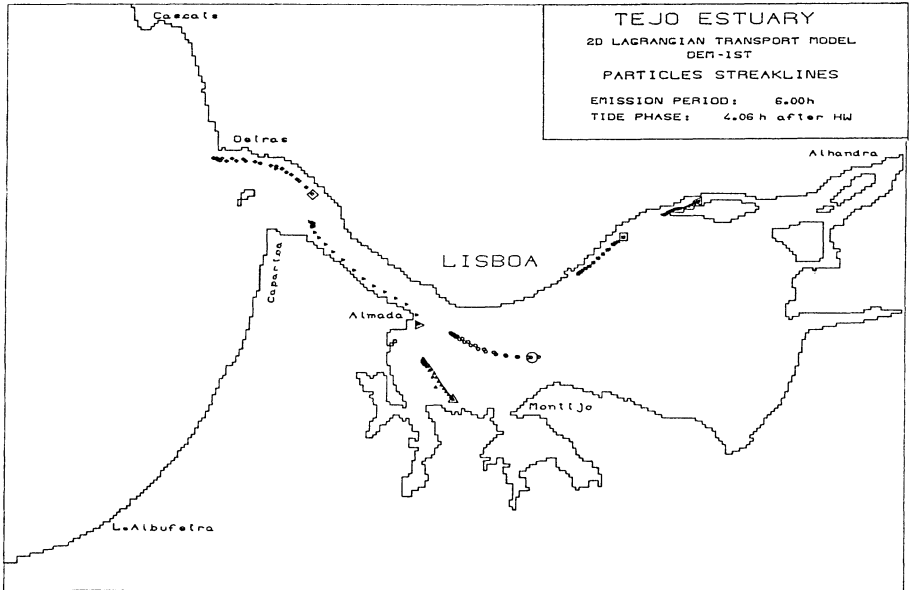 TEJO ESTUARY
2D LAGRANGIAN TRANSPORT MODEL
DEM-IST
PARTICLES STREAKLINES
EMISSION PERIOD: 6.00h
TIDE PHASE: 4.06 h after HW
Cascais
Oeiras
Alhandra
LISBOA
Caparica
Almada
Montijo
L.Albufeira